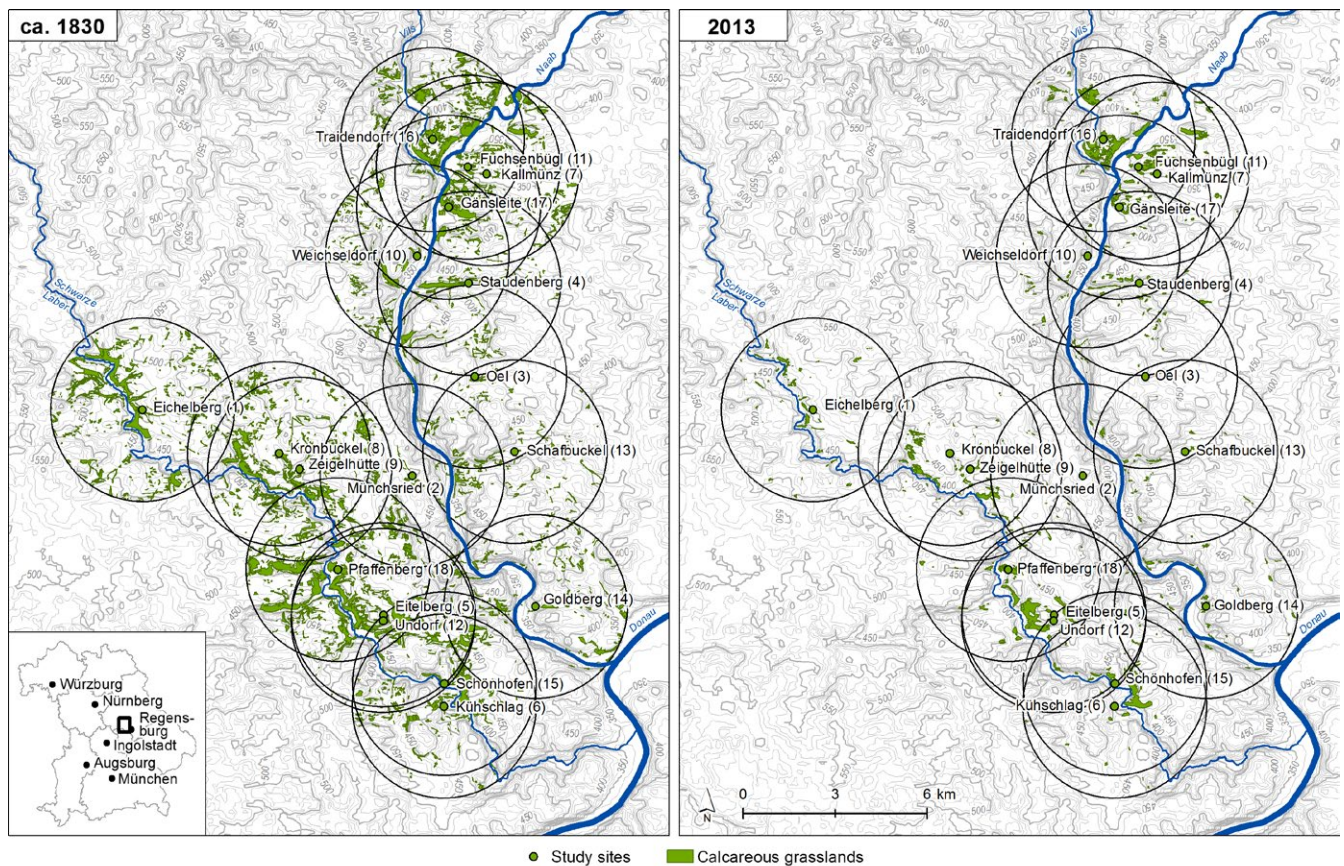 ca. 1830
Vils
Naab
Traidendorf (16)
Fuchsenbügl (11)
Kallmünz (7)
Gänsleite (17)
Weichseldorf (10)
Staudenberg (4)
Schwarze
Laber
Oel (3)
Eichelberg (1)
Kronbuckel (8)
Schafbuckel (13)
Zeigelhütte (9)
Münchsried (2)
Pfaffenberg (18)
Eitelberg (5)
Goldberg (14)
Undorf (12)
Donau
Schönhofen (15)
Kühschlag (6)
Würzburg
Nürnberg
Regens-
burg
Ingolstadt
Augsburg
München
2013
Vils
Naab
Traidendorf (16)
Fuchsenbügl (11)
Kallmünz (7)
Gänsleite (17)
Weichseldorf (10)
Staudenberg (4)
Schwarze
Laber
Oel (3)
Eichelberg (1)
Kronbuckel (8)
Schafbuckel (13)
Zeigelhütte (9)
Münchsried (2)
Pfaffenberg (18)
Eitelberg (5)
Goldberg (14)
Undorf (12)
Donau
Schönhofen (15)
Kühschlag (6)
N
0 3 6 km
Study sites Calcareous grasslands